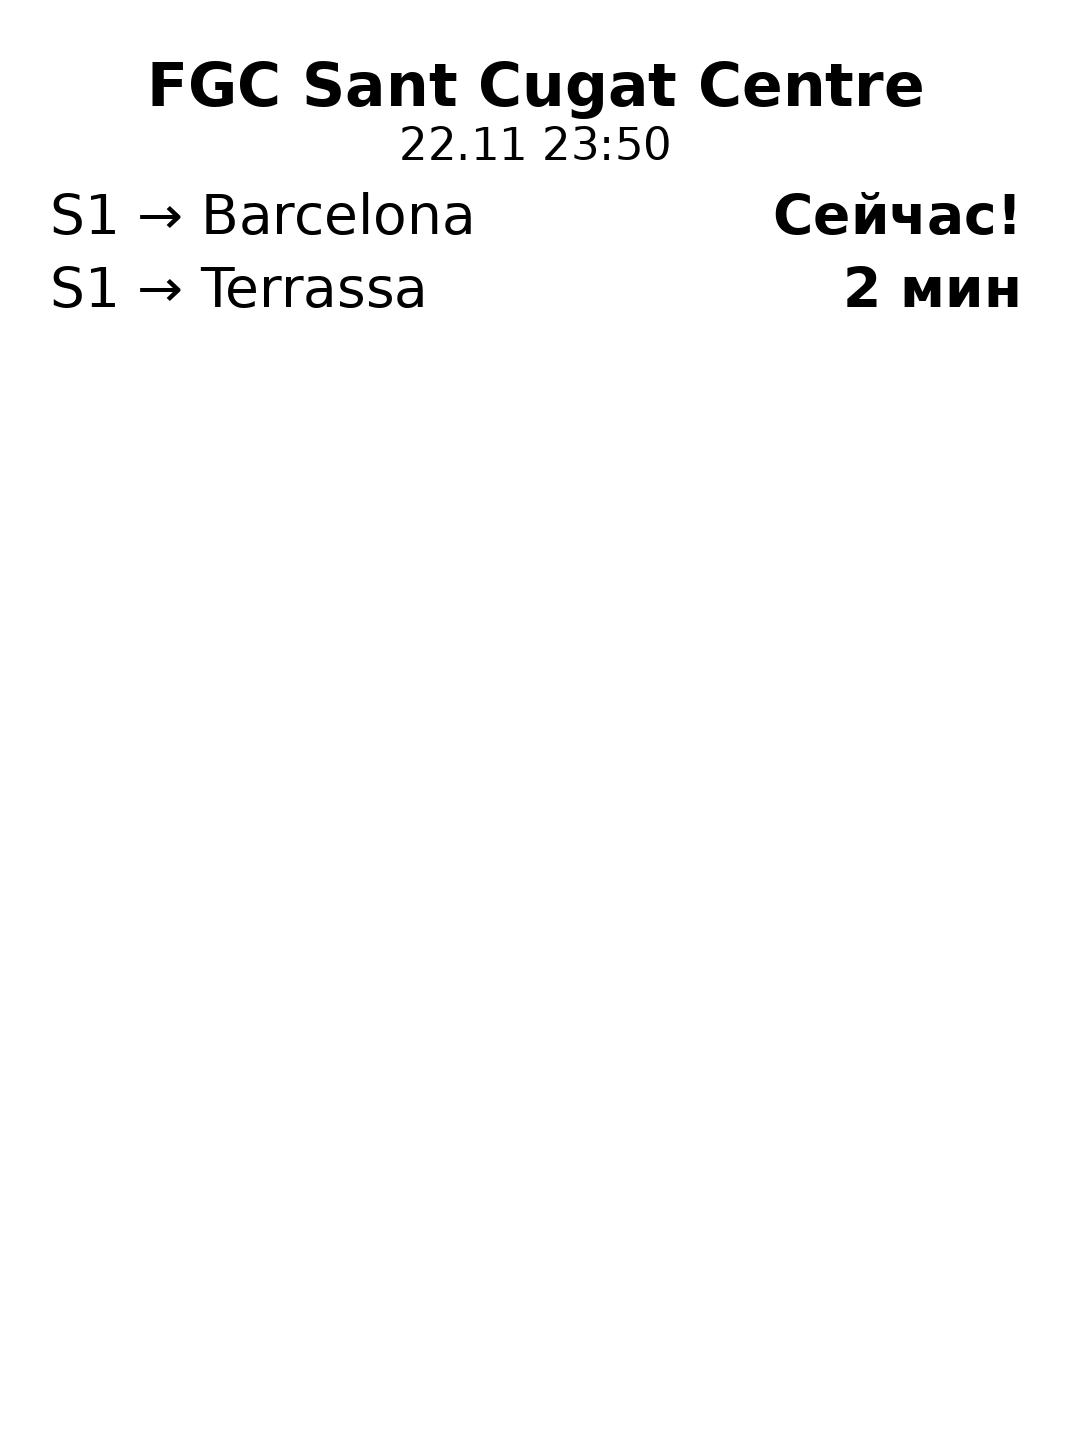 FGC Sant Cugat Centre
22.11 23:50
S1 → Barcelona Сейчас!
S1 → Terrassa 2 мин